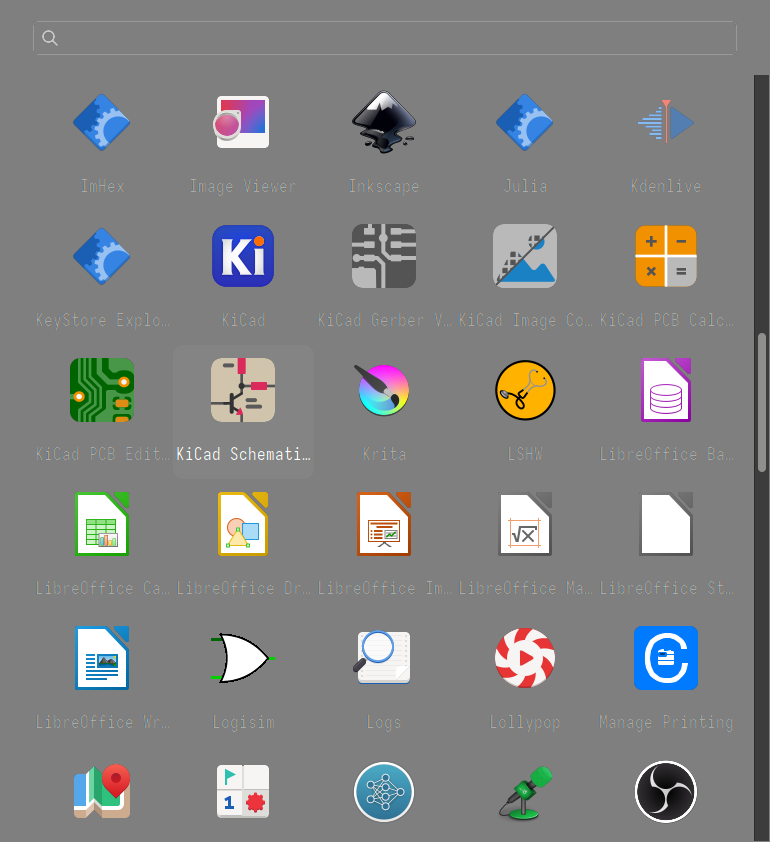 ImHex
Image Viewer
Inkscape
Julia
Kdenlive
KeyStore Explo…
Ki
KiCad
KiCad Gerber V…
KiCad Image Co…
KiCad PCB Calc…
KiCad PCB Edit…
KiCad Schemati…
Krita
LSHW
LibreOffice Ba…
LibreOffice Ca…
LibreOffice Dr…
LibreOffice Im…
LibreOffice Ma…
LibreOffice St…
LibreOffice Wr…
Logisim
Logs
Lollypop
Manage Printing
1